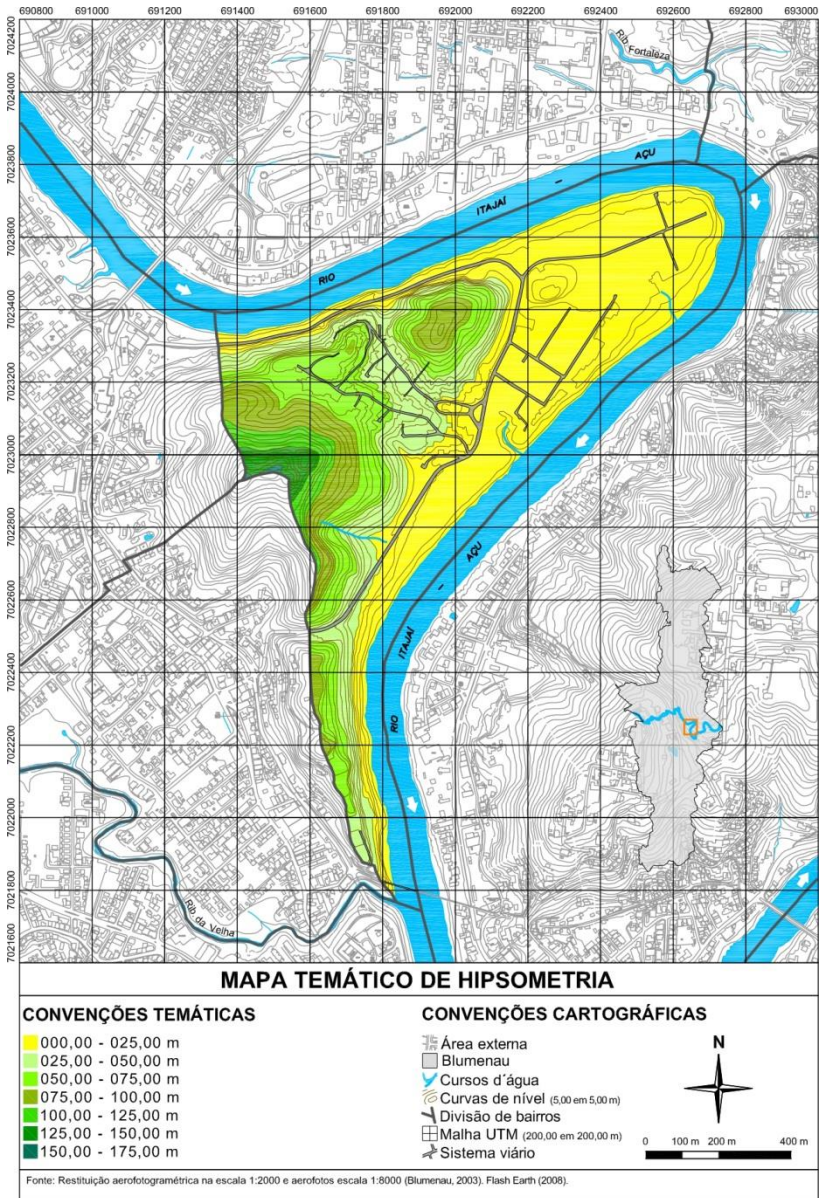 690800 691000 691200 691400 691600 691800 692000 692200 692400 692600 692800 693000
7024200
7024000
7023800
7023600
7023400
7023200
7023000
7022800
7022600
7022400
7022200
7022000
7021800
7021600
Rib. Fortaleza
RIO ITAJAÍ - AÇU
RIO ITAJAÍ - AÇU
Rib. da Velha
MAPA TEMÁTICO DE HIPSOMETRIA
CONVENÇÕES TEMÁTICAS
000,00 - 025,00 m
025,00 - 050,00 m
050,00 - 075,00 m
075,00 - 100,00 m
100,00 - 125,00 m
125,00 - 150,00 m
150,00 - 175,00 m
CONVENÇÕES CARTOGRÁFICAS
Área externa
Blumenau
Cursos d´água
Curvas de nível (5,00 em 5,00 m)
Divisão de bairros
Malha UTM (200,00 em 200,00 m)
Sistema viário
N
0 100 m 200 m 400 m
Fonte: Restituição aerofotogramétrica na escala 1:2000 e aerofotos escala 1:8000 (Blumenau, 2003). Flash Earth (2008).